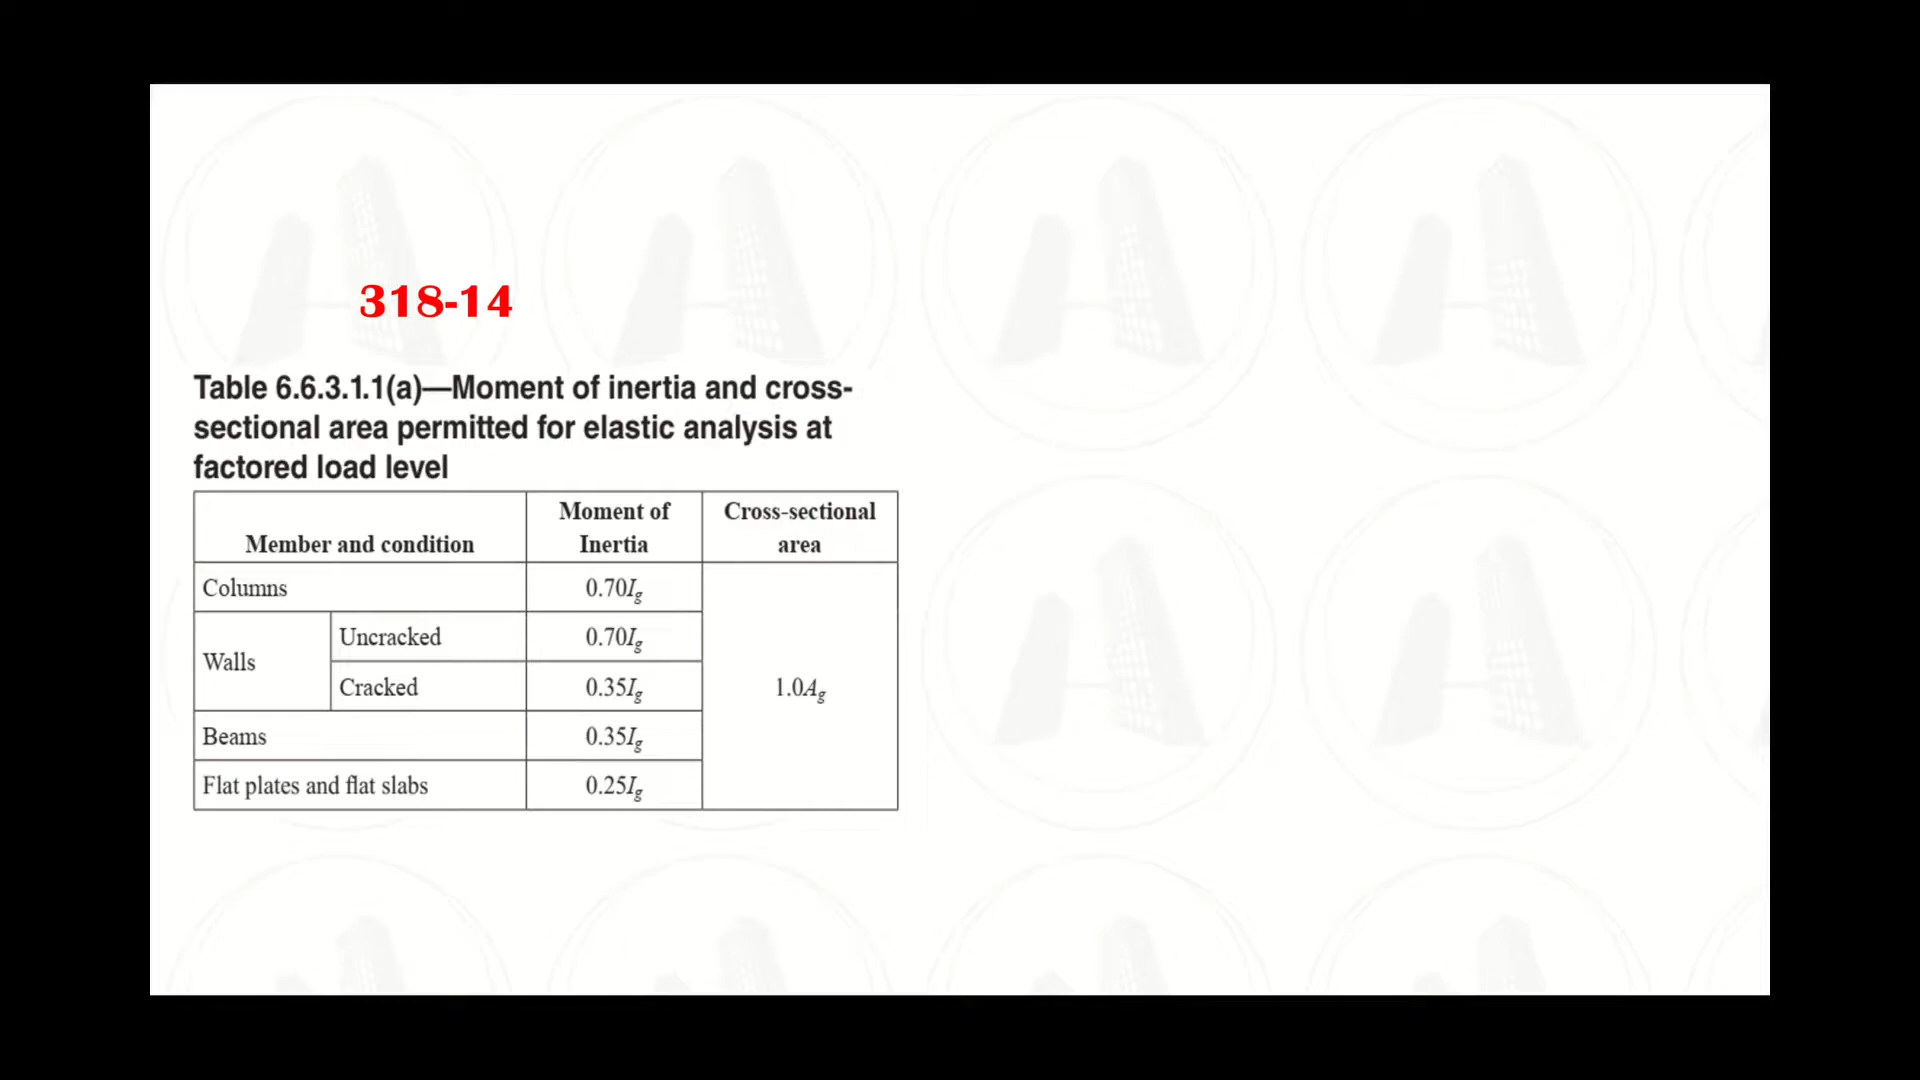 318-14
Table 6.6.3.1.1(a)—Moment of inertia and cross-
sectional area permitted for elastic analysis at
factored load level
Member and condition
Moment of
Inertia
Cross-sectional
area
Columns
0.70Ig
Walls
Uncracked
0.70Ig
Cracked
0.35Ig
1.0Ag
Beams
0.35Ig
Flat plates and flat slabs
0.25Ig